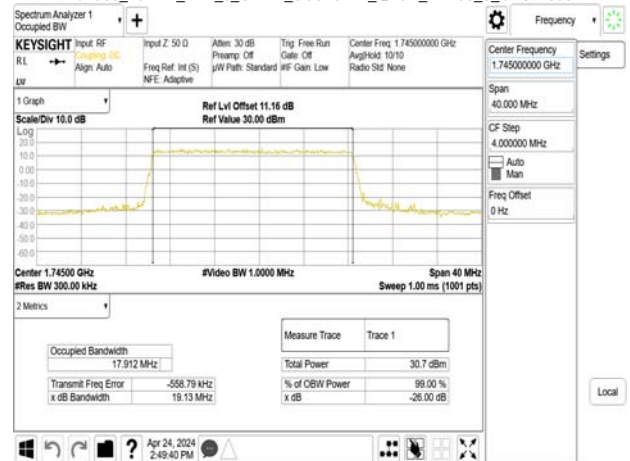 Spectrum Analyzer 1
Occupied BW
Frequency
KEYSIGHT
R L
Input: RF
Coupling: DC
Align: Auto
Input Z: 50 Ω
Freq Ref: Int (S)
NFE: Adaptive
Atten: 30 dB
Preamp: Off
µW Path: Standard
Trig: Free Run
Gate: Off
#IF Gain: Low
Center Freq: 1.745000000 GHz
Avg|Hold: 10/10
Radio Std: None
Center Frequency
1.745000000 GHz
Settings
Span
40.000 MHz
CF Step
4.000000 MHz
Auto
Man
Freq Offset
0 Hz
Local
1 Graph
Scale/Div 10.0 dB
Ref Lvl Offset 11.16 dB
Ref Value 30.00 dBm
Log
20.0
10.0
0.00
-10.0
-20.0
-30.0
-40.0
-50.0
-60.0
Center 1.74500 GHz
#Video BW 1.0000 MHz
Span 40 MHz
#Res BW 300.00 kHz
Sweep 1.00 ms (1001 pts)
2 Metrics
Measure Trace Trace 1
Occupied Bandwidth
17.912 MHz
Total Power 30.7 dBm
Transmit Freq Error -558.79 kHz
% of OBW Power 99.00 %
x dB Bandwidth 19.13 MHz
x dB -26.00 dB
Apr 24, 2024
2:49:40 PM